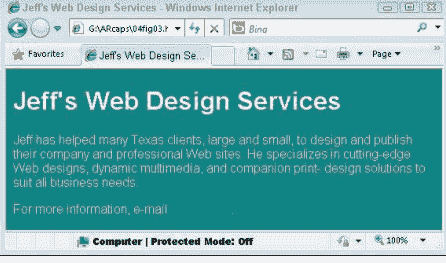 Jeff's Web Design Services - Windows Internet Explorer
G:\ARcaps\04fig03.h
Bing
Favorites
Jeff's Web Design Se...
Page
Jeff's Web Design Services
Jeff has helped many Texas clients, large and small, to design and publish
their company and professional Web sites. He specializes in cutting-edge
Web designs, dynamic multimedia, and companion print- design solutions to
suit all business needs.
For more information, e-mail
Computer | Protected Mode: Off
100%